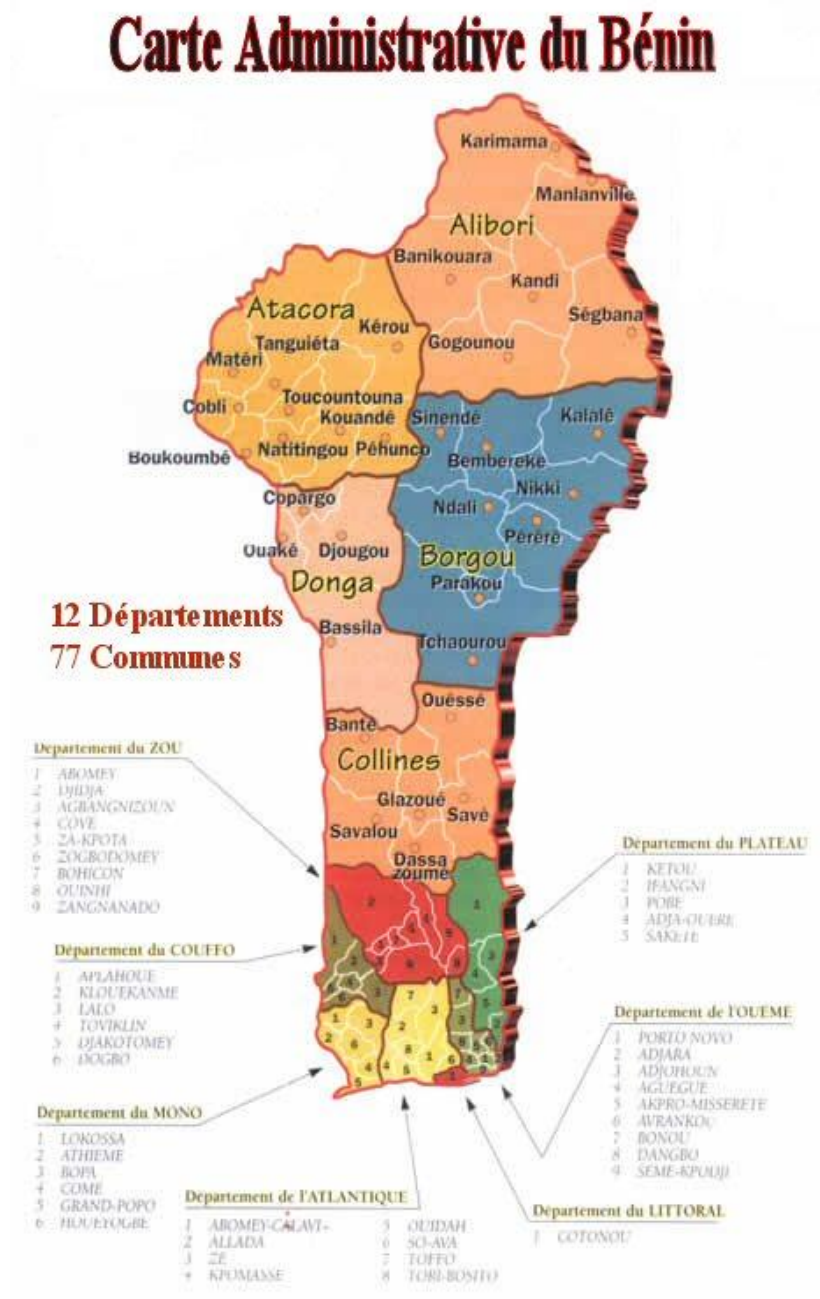 Carte Administrative du Bénin
Karimama
Manlanville
Alibori
Banikouara
Kandi
Atacora
Ségbana
Kérou
Tanguiéta
Gogounou
Matéri
Toucountouna
Cobli
Kouandé
Sinendé
Kalalé
Boukoumbé
Natitingou
Péhunco
Bembereke
Nikki
Copargo
Ndali
Pèrèrè
Ouaké
Djougou
Borgou
Donga
Parakou
12 Départements
Bassila
77 Communes
Tchaourou
Ouèssé
Bantè
Collines
Glazoué
Savè
Savalou
Dassa
zoumè
Département du ZOU
1 ABOMEY
2 DJIDJA
3 AGBANGNIZOUN
4 COVE
5 ZA-KPOTA
6 ZOGBODOMEY
7 BOHICON
8 OUINHI
9 ZANGNANADO
Département du PLATEAU
1 KETOU
2 IFANGNI
3 POBE
4 ADJA-OUERE
5 SAKETE
Département du COUFFO
1 APLAHOUE
2 KLOUEKANME
3 LALO
4 TOVIKLIN
5 DJAKOTOMEY
6 DOGBO
Département de l'OUEME
1 PORTO NOVO
2 ADJARA
3 ADJOHOUN
4 AGUEGUE
5 AKPRO-MISSERETE
6 AVRANKOU
7 BONOU
8 DANGBO
9 SEME-KPODJI
Département du MONO
1 LOKOSSA
2 ATHIEME
3 BOPA
4 COME
5 GRAND-POPO
6 HOUEYOGBE
Département de l'ATLANTIQUE
1 ABOMEY-CALAVI
2 ALLADA
3 ZE
4 KPOMASSE
5 OUIDAH
6 SO-AVA
7 TOFFO
8 TORI-BOSITO
Département du LITTORAL
1 COTONOU